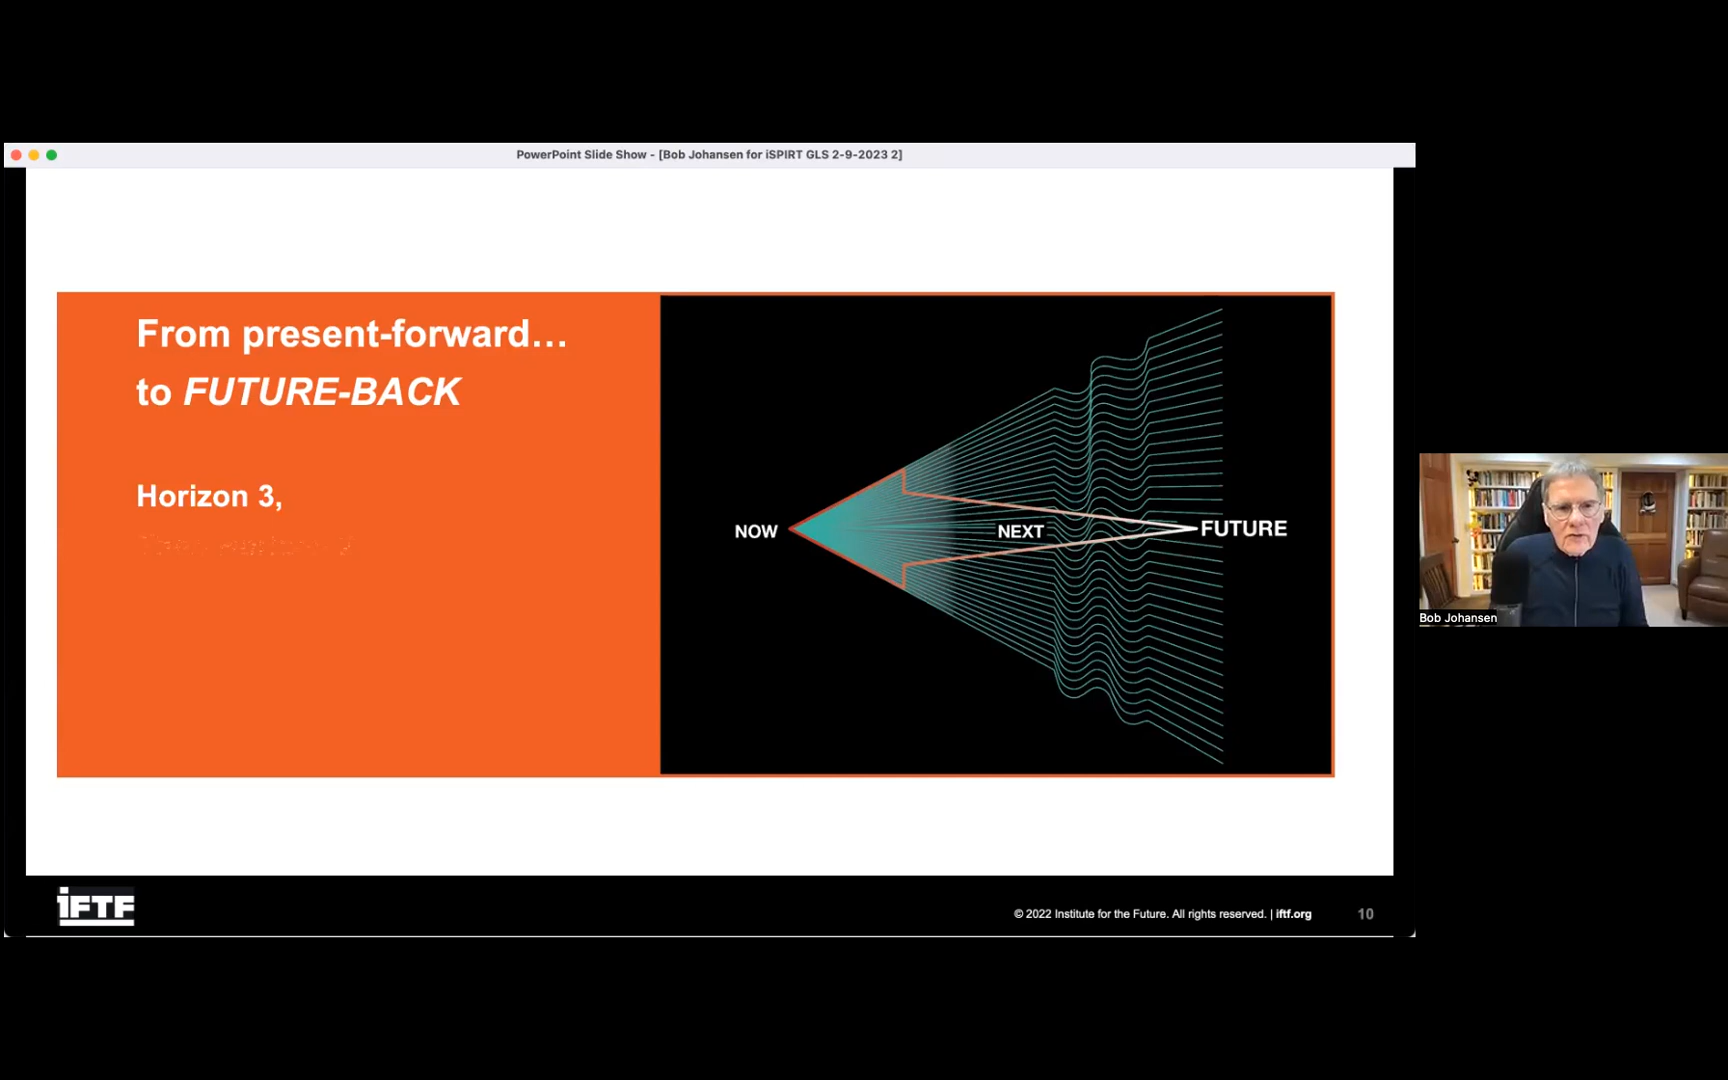 PowerPoint Slide Show - [Bob Johansen for iSPIRT GLS 2-9-2023 2]
From present-forward…
to FUTURE-BACK
Horizon 3,
NOW
NEXT
FUTURE
Bob Johansen
iFTF
© 2022 Institute for the Future. All rights reserved. | iftf.org
10